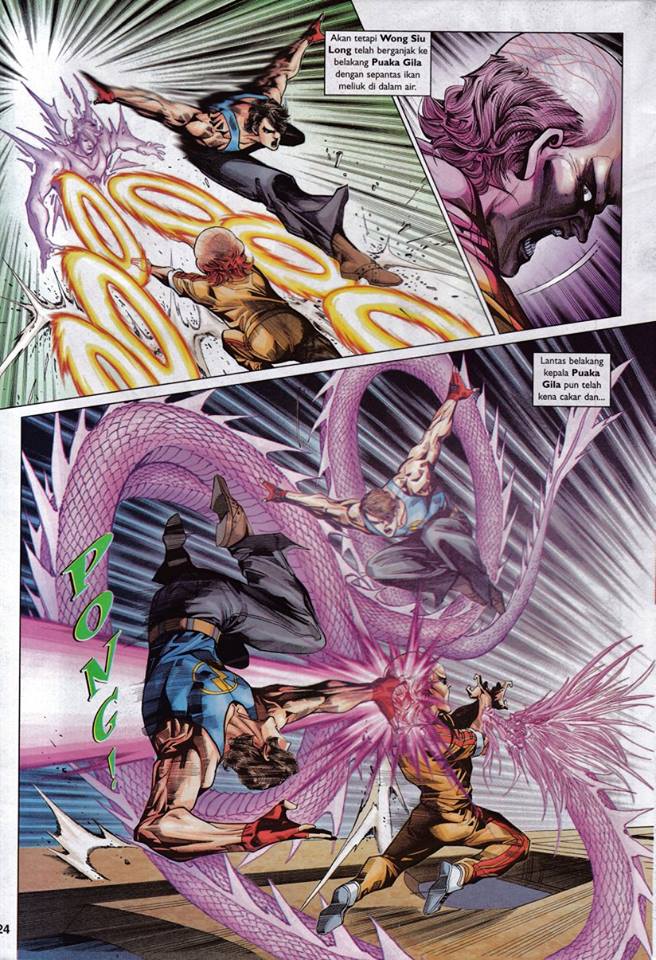 Akan tetapi Wong Siu
Long telah berganjak ke
belakang Puaka Gila
dengan sepantas ikan
meliuk di dalam air.
Lantas belakang
kepala Puaka
Gila pun telah
kena cakar dan...
PONG!
24